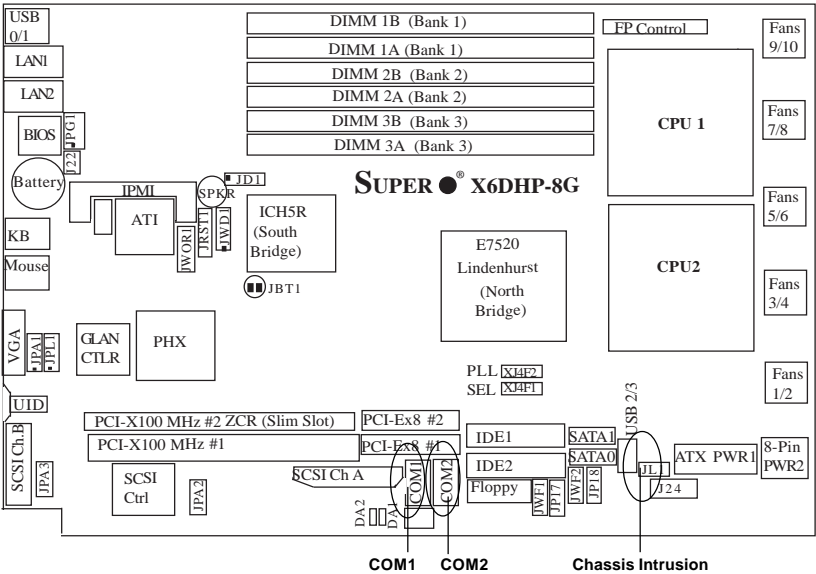 USB
0/1
LAN1
LAN2
BIOS
JPG1
J22
Battery
DIMM 1B (Bank 1)
DIMM 1A (Bank 1)
DIMM 2B (Bank 2)
DIMM 2A (Bank 2)
DIMM 3B (Bank 3)
DIMM 3A (Bank 3)
FP Control
Fans
9/10
CPU 1
Fans
7/8
SUPER ● ® X6DHP-8G
IPMI
SPKR
JD1
ATI
JWOR1
JRST1
JWD1
ICH5R
(South
Bridge)
JBT1
KB
Mouse
E7520
Lindenhurst
(North
Bridge)
CPU2
Fans
5/6
Fans
3/4
VGA
JPA1
JPL1
GLAN
CTLR
PHX
PLL XJ4F2
SEL XJ4F1
Fans
1/2
UID
PCI-X100 MHz #2 ZCR (Slim Slot)
PCI-Ex8 #2
PCI-X100 MHz #1
PCI-Ex8 #1
IDE1
IDE2
Floppy
SATA1
SATA0
USB 2/3
JL1
J24
ATX PWR1
8-Pin
PWR2
SCSI Ch.B
JPA3
SCSI
Ctrl
JPA2
SCSI Ch A
COM1
COM2
DA2
DA1
JWF1
JP17
JWF2
JP18
COM1
COM2
Chassis Intrusion